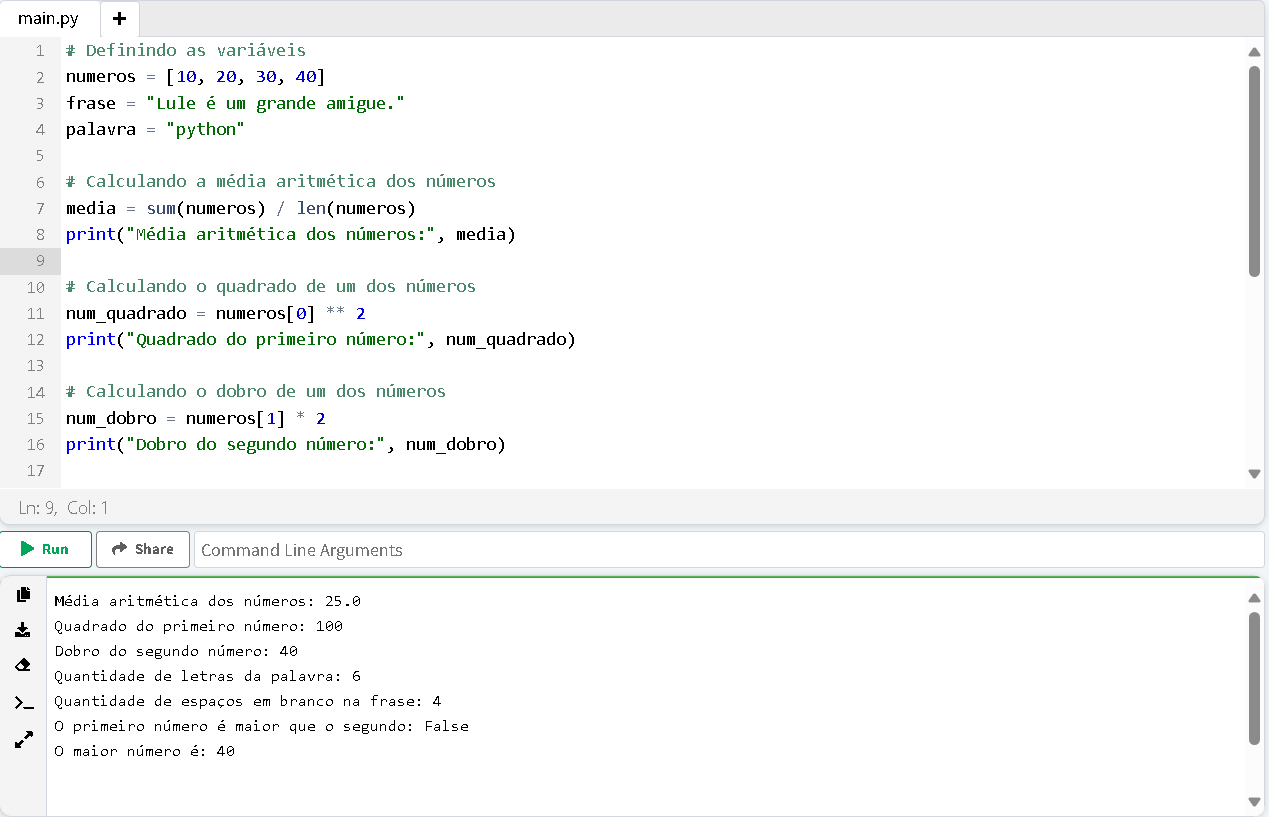 main.py +
1 # Definindo as variáveis
2 numeros = [10, 20, 30, 40]
3 frase = "Lule é um grande amigue."
4 palavra = "python"
5
6 # Calculando a média aritmética dos números
7 media = sum(numeros) / len(numeros)
8 print("Média aritmética dos números:", media)
9
10 # Calculando o quadrado de um dos números
11 num_quadrado = numeros[0] ** 2
12 print("Quadrado do primeiro número:", num_quadrado)
13
14 # Calculando o dobro de um dos números
15 num_dobro = numeros[1] * 2
16 print("Dobro do segundo número:", num_dobro)
17
Ln: 9, Col: 1
Run Share Command Line Arguments
Média aritmética dos números: 25.0
Quadrado do primeiro número: 100
Dobro do segundo número: 40
Quantidade de letras da palavra: 6
Quantidade de espaços em branco na frase: 4
O primeiro número é maior que o segundo: False
O maior número é: 40